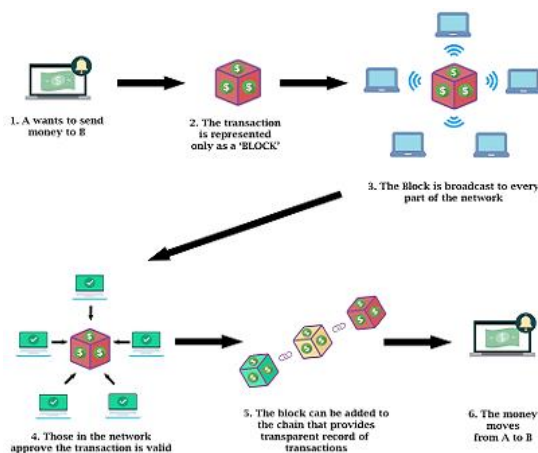 1. A wants to send
money to B
2. The transaction
is represented
only as a 'BLOCK'
3. The Block is broadcast to every
part of the network
4. Those in the network
approve the transaction is valid
5. The block can be added to
the chain that provides
transparent record of
transactions
6. The money
moves
from A to B